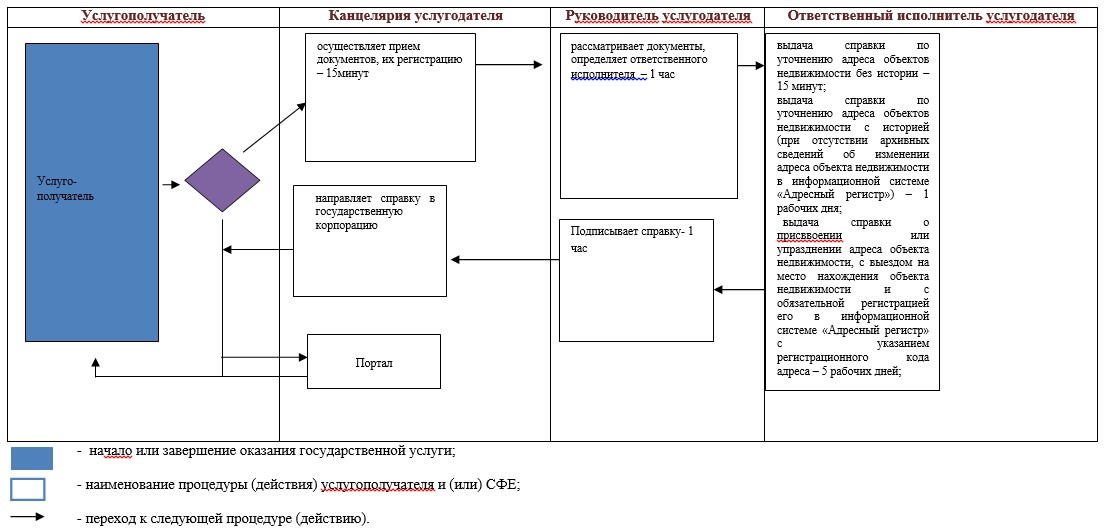 Услугополучатель
Канцелярия услугодателя
Руководитель услугодателя
Ответственный исполнитель услугодателя
Услуго-
получатель
осуществляет прием
документов, их регистрацию
– 15минут
направляет справку в
государственную
корпорацию
Портал
рассматривает документы,
определяет ответственного
исполнителя – 1 час
Подписывает справку- 1
час
выдача справки по
уточнению адреса объектов
недвижимости без истории –
15 минут;
выдача справки по
уточнению адреса объектов
недвижимости с историей
(при отсутствии архивных
сведений об изменении
адреса объекта недвижимости
в информационной системе
«Адресный регистр») – 1
рабочих дня;
выдача справки о
присввоении или
упразднении адреса объекта
недвижимости, с выездом на
место нахождения объекта
недвижимости и с
обязательной регистрацией
его в информационной
системе «Адресный регистр»
с указанием
регистрационного кода
адреса – 5 рабочих дней;
- начало или завершение оказания государственной услуги;
- наименование процедуры (действия) услугополучателя и (или) СФЕ;
- переход к следующей процедуре (действию).